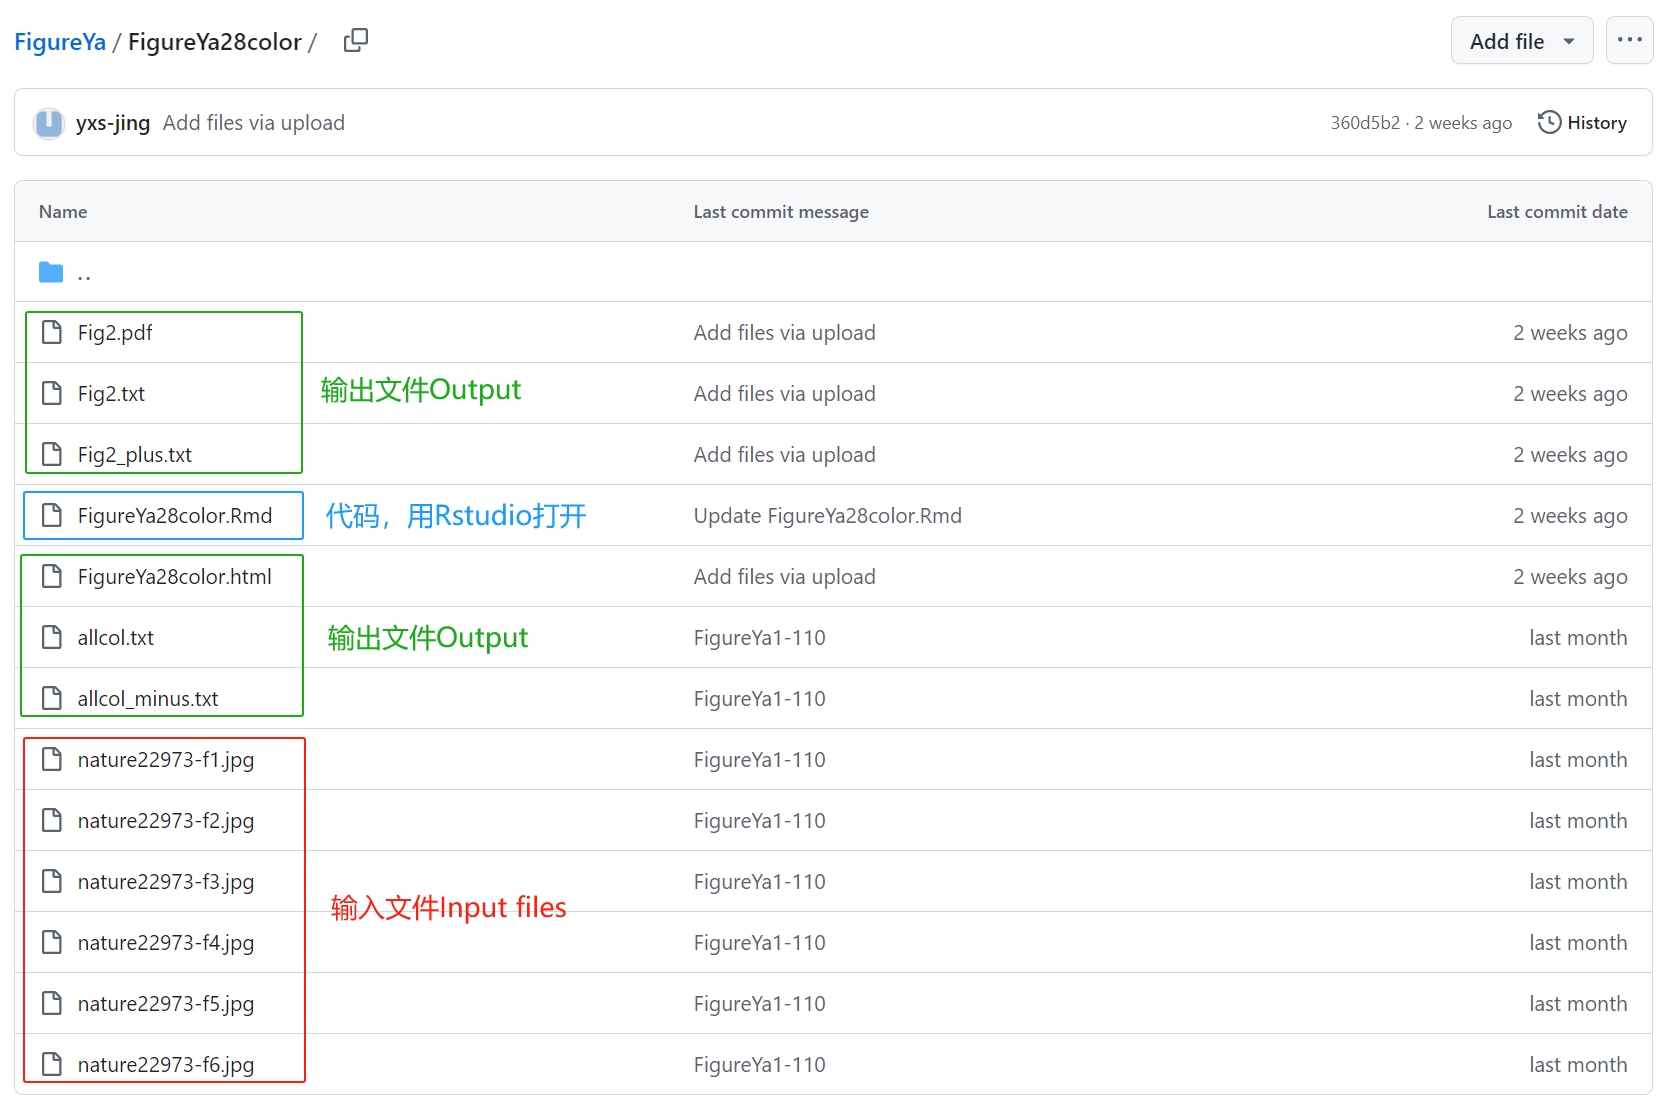 FigureYa / FigureYa28color /
Add file
yxs-jing Add files via upload
360d5b2 · 2 weeks ago
History
Name Last commit message Last commit date
..
Fig2.pdf Add files via upload 2 weeks ago
Fig2.txt 输出文件Output Add files via upload 2 weeks ago
Fig2_plus.txt Add files via upload 2 weeks ago
FigureYa28color.Rmd 代码，用Rstudio打开 Update FigureYa28color.Rmd 2 weeks ago
FigureYa28color.html Add files via upload 2 weeks ago
allcol.txt 输出文件Output FigureYa1-110 last month
allcol_minus.txt FigureYa1-110 last month
nature22973-f1.jpg FigureYa1-110 last month
nature22973-f2.jpg FigureYa1-110 last month
nature22973-f3.jpg FigureYa1-110 last month
输入文件Input files
nature22973-f4.jpg FigureYa1-110 last month
nature22973-f5.jpg FigureYa1-110 last month
nature22973-f6.jpg FigureYa1-110 last month